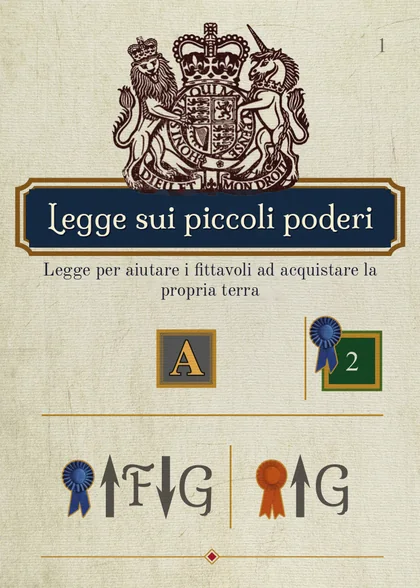 1
DIEU ET MON DROIT
Legge sui piccoli poderi
Legge per aiutare i fittavoli ad acquistare la
propria terra
A
2
F G
G